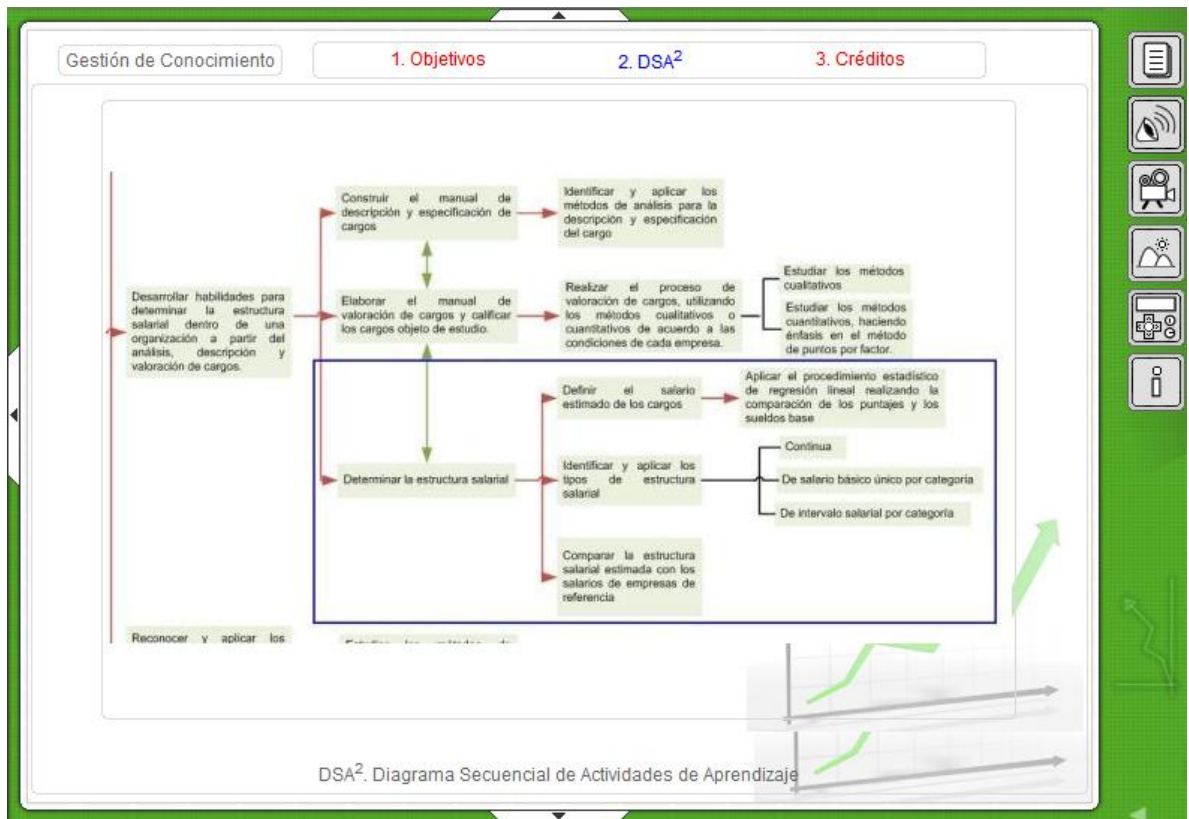 Gestión de Conocimiento
1. Objetivos
2. DSA²
3. Créditos
Construir el manual de
descripción y especificación de
cargos
Identificar y aplicar los
métodos de análisis para la
descripción y especificación
del cargo
Desarrollar habilidades para
determinar la estructura
salarial dentro de una
organización a partir del
análisis, descripción y
valoración de cargos.
Elaborar el manual de
valoración de cargos y calificar
los cargos objeto de estudio.
Realizar el proceso de
valoración de cargos, utilizando
los métodos cualitativos o
cuantitativos de acuerdo a las
condiciones de cada empresa.
Estudiar los métodos
cualitativos
Estudiar los métodos
cuantitativos, haciendo
énfasis en el método
de puntos por factor.
Determinar la estructura salarial
Definir el salario
estimado de los cargos
Aplicar el procedimiento estadístico
de regresión lineal realizando la
comparación de los puntajes y los
sueldos base
Identificar y aplicar los
tipos de estructura
salarial
Continua
De salario básico único por categoría
De intervalo salarial por categoría
Comparar la estructura
salarial estimada con los
salarios de empresas de
referencia
Reconocer y aplicar los
DSA². Diagrama Secuencial de Actividades de Aprendizaje